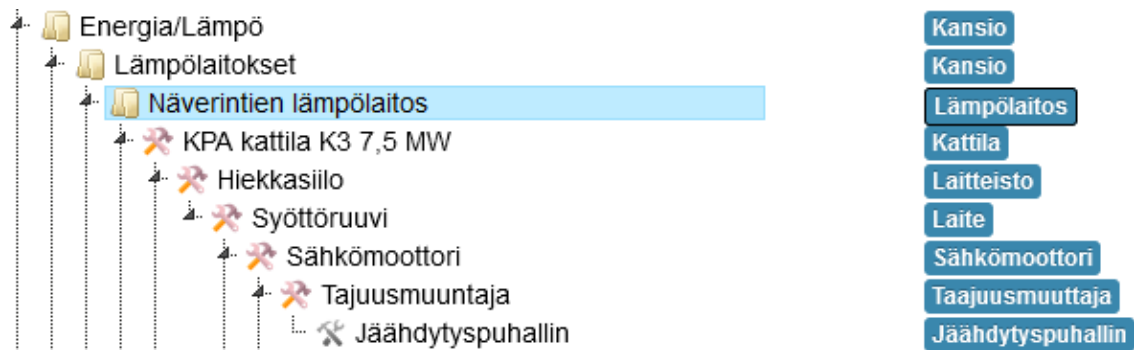 Energia/Lämpö Kansio
Lämpölaitokset Kansio
Näverintien lämpölaitos Lämpölaitos
KPA kattila K3 7,5 MW Kattila
Hiekkasiilo Laitteisto
Syöttöruuvi Laite
Sähkömoottori Sähkömoottori
Tajuusmuuntaja Taajuusmuuttaja
Jäähdytyspuhallin Jäähdytyspuhallin